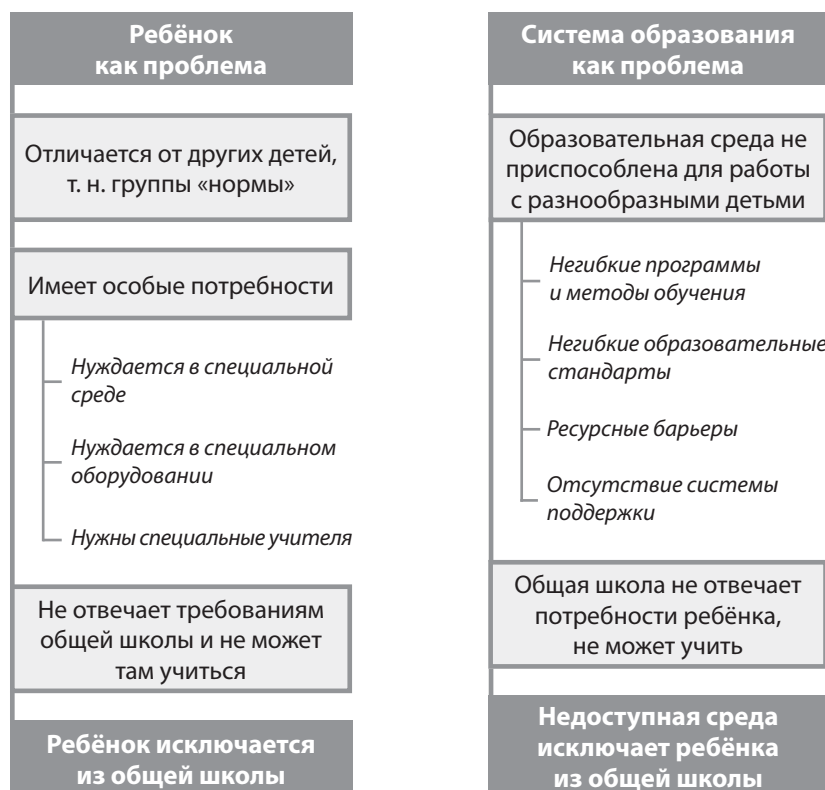 Ребёнок
как проблема
Отличается от других детей,
т. н. группы «нормы»
Имеет особые потребности
Нуждается в специальной
среде
Нуждается в специальном
оборудовании
Нужны специальные учителя
Не отвечает требованиям
общей школы и не может
там учиться
Ребёнок исключается
из общей школы
Система образования
как проблема
Образовательная среда не
приспособлена для работы
с разнообразными детьми
Негибкие программы
и методы обучения
Негибкие образовательные
стандарты
Ресурсные барьеры
Отсутствие системы
поддержки
Общая школа не отвечает
потребности ребёнка,
не может учить
Недоступная среда
исключает ребёнка
из общей школы